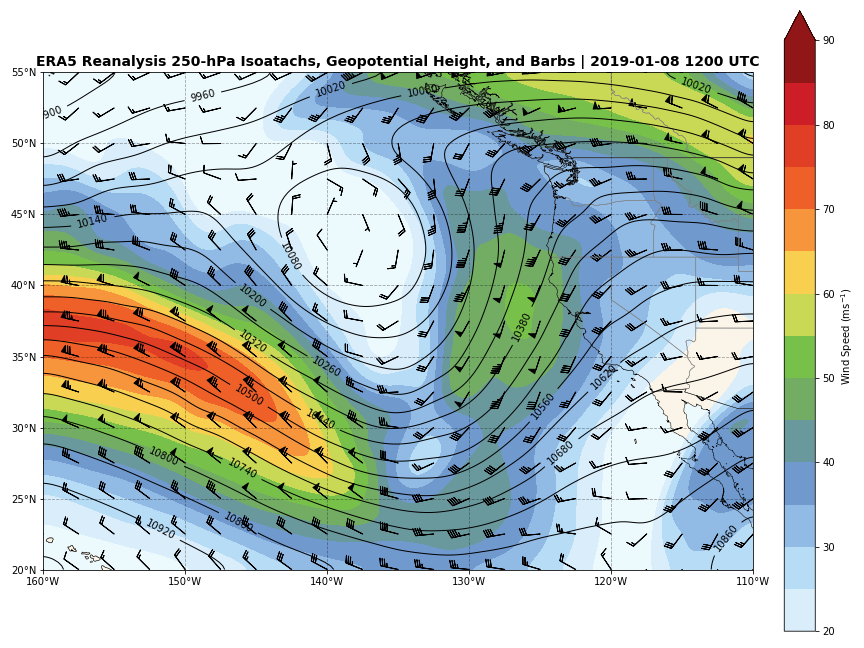 ERA5 Reanalysis 250-hPa Isoatachs, Geopotential Height, and Barbs | 2019-01-08 1200 UTC
90
80
70
60
50
40
30
20
Wind Speed (ms⁻¹)
55°N
50°N
45°N
40°N
35°N
30°N
25°N
20°N
160°W
150°W
140°W
130°W
120°W
110°W
9960
10020
10020
10140
10080
10200
10320
10260
10380
10500
10620
10560
10440
10680
10800
10740
10920
10860